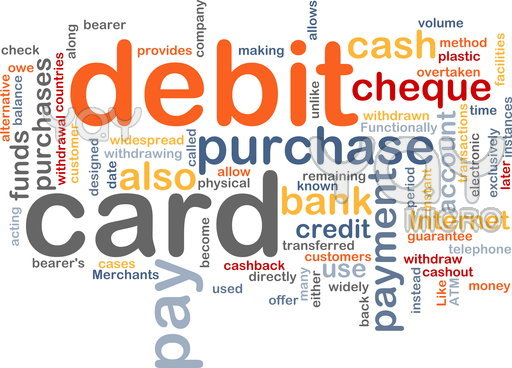 bearer
along
check
company
allows
volume
provides
making
cash
method
plastic
facilities
debit
overtaken
cheque
alternative
owe
balance
funds
purchases
withdrawal
countries
customer
unlike
withdrawn
Functionally
time
instances
widespread
withdrawing
designed
date
called
purchase
account
transactions
electronic
exclusively
later
also
allow
physical
remaining
known
period
instant
acting
card
bank
payment
Internet
credit
guarantee
transferred
telephone
bearer's
cases
Merchants
pay
become
cashback
directly
customers
use
withdraw
cashout
used
offer
many
either
widely
back
instead
Like
ATM
money